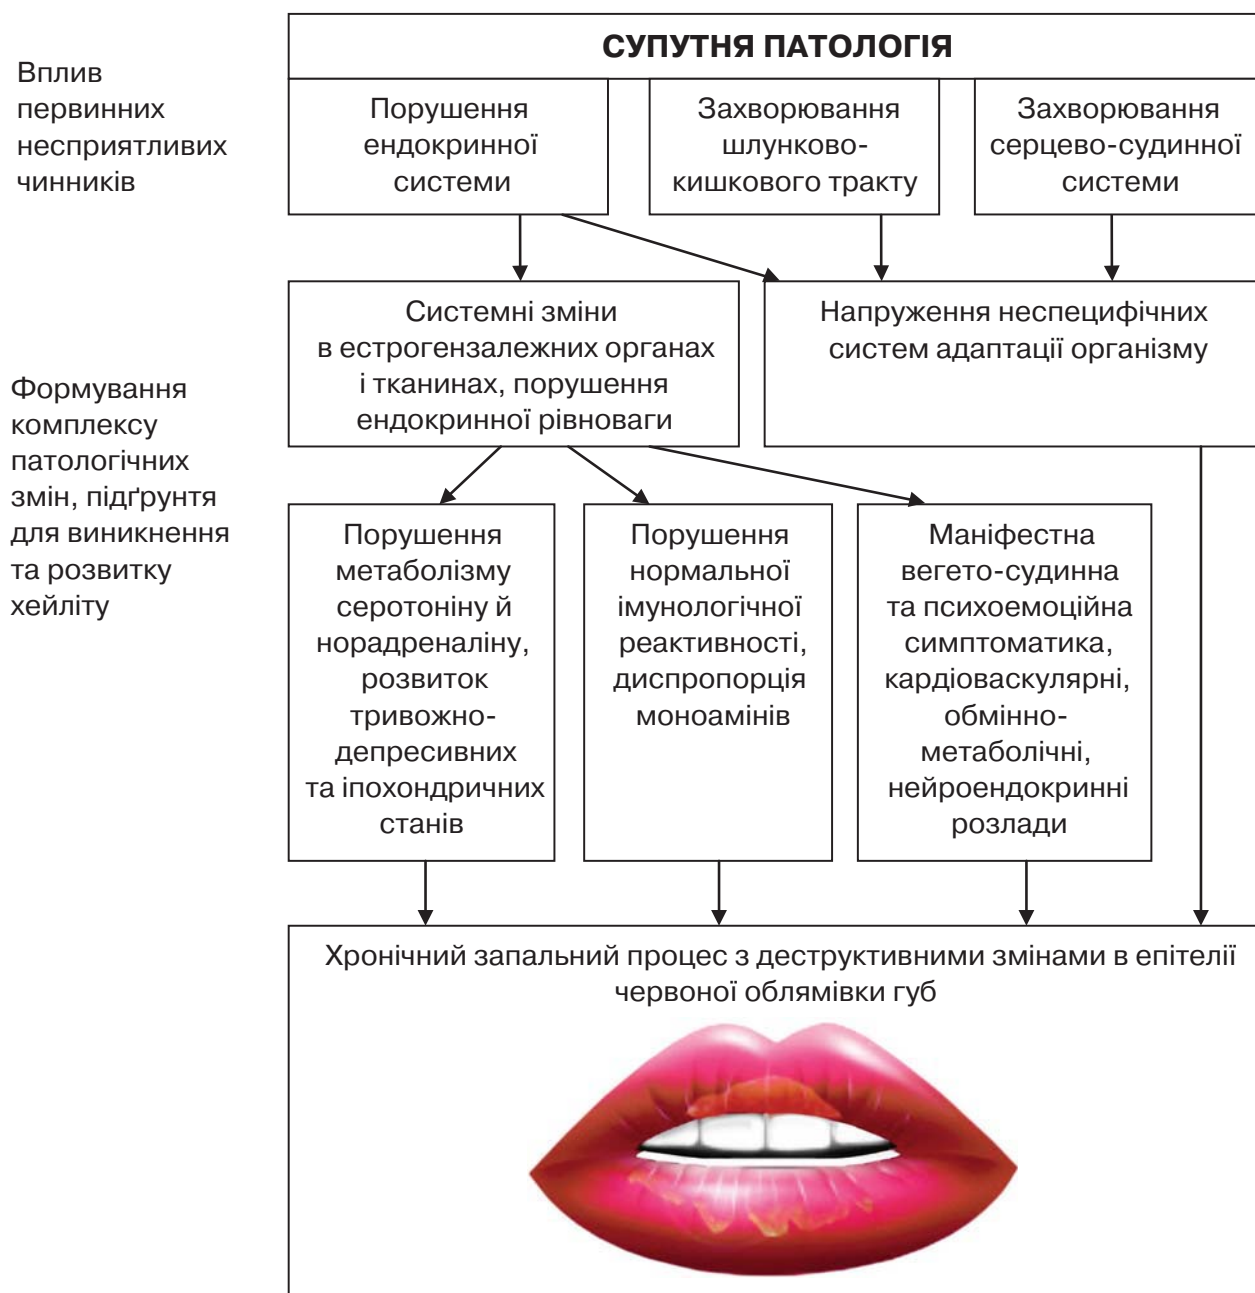 СУПУТНЯ ПАТОЛОГІЯ
Вплив
первинних
несприятливих
чинників
Порушення
ендокринної
системи
Захворювання
шлунково-
кишкового тракту
Захворювання
серцево-судинної
системи
Системні зміни
в естрогензалежних органах
і тканинах, порушення
ендокринної рівноваги
Напруження неспецифічних
систем адаптації організму
Формування
комплексу
патологічних
змін, підґрунтя
для виникнення
та розвитку
хейліту
Порушення
метаболізму
серотоніну й
норадреналіну,
розвиток
тривожно-
депресивних
та іпохондричних
станів
Порушення
нормальної
імунологічної
реактивності,
диспропорція
моноамінів
Маніфестна
вегето-судинна
та психоемоційна
симптоматика,
кардіоваскулярні,
обмінно-
метаболічні,
нейроендокринні
розлади
Хронічний запальний процес з деструктивними змінами в епітелії
червоної облямівки губ